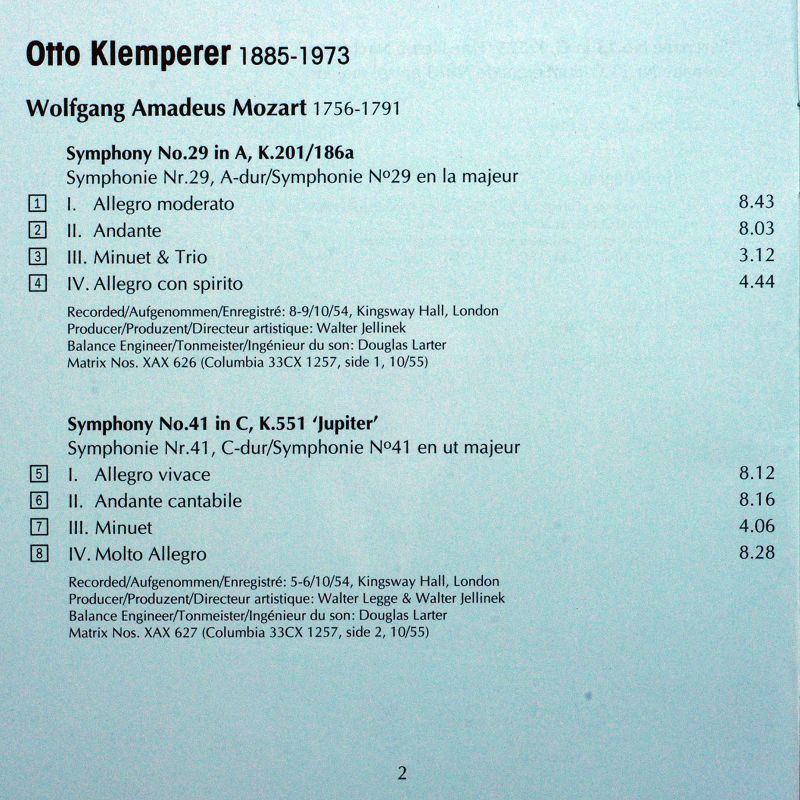 Otto Klemperer 1885-1973
Wolfgang Amadeus Mozart 1756-1791
Symphony No.29 in A, K.201/186a
Symphonie Nr.29, A-dur/Symphonie Nº29 en la majeur
1 I. Allegro moderato 8.43
2 II. Andante 8.03
3 III. Minuet & Trio 3.12
4 IV. Allegro con spirito 4.44
Recorded/Aufgenommen/Enregistré: 8-9/10/54, Kingsway Hall, London
Producer/Produzent/Directeur artistique: Walter Jellinek
Balance Engineer/Tonmeister/Ingénieur du son: Douglas Larter
Matrix Nos. XAX 626 (Columbia 33CX 1257, side 1, 10/55)
Symphony No.41 in C, K.551 ‘Jupiter’
Symphonie Nr.41, C-dur/Symphonie Nº41 en ut majeur
5 I. Allegro vivace 8.12
6 II. Andante cantabile 8.16
7 III. Minuet 4.06
8 IV. Molto Allegro 8.28
Recorded/Aufgenommen/Enregistré: 5-6/10/54, Kingsway Hall, London
Producer/Produzent/Directeur artistique: Walter Legge & Walter Jellinek
Balance Engineer/Tonmeister/Ingénieur du son: Douglas Larter
Matrix Nos. XAX 627 (Columbia 33CX 1257, side 2, 10/55)
2